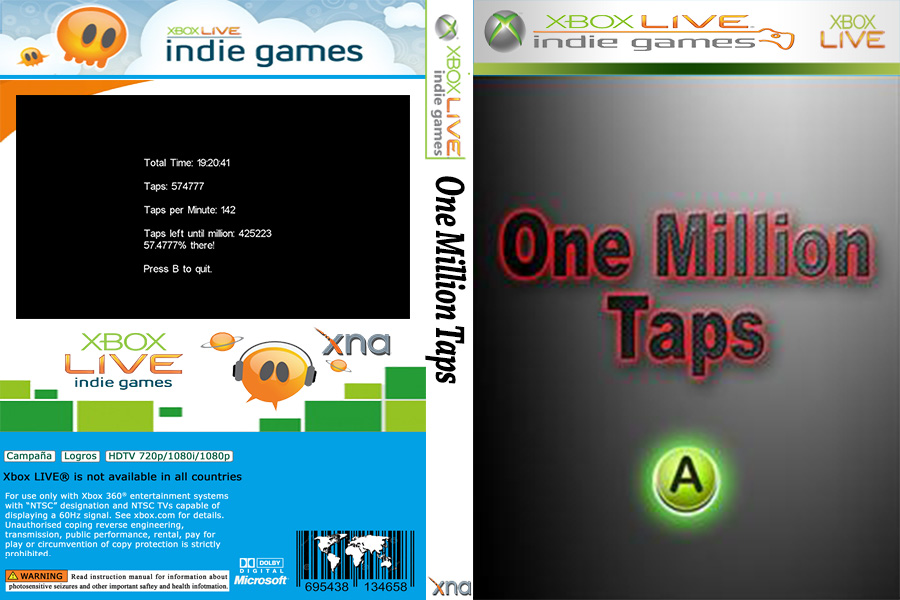 XBOX LIVE
indie games
Total Time: 19:20:41
Taps: 574777
Taps per Minute: 142
Taps left until million: 425223
57.4777% there!
Press B to quit.
XBOX
LIVE
indie games
xna
Campaña Logros HDTV 720p/1080i/1080p
Xbox LIVE® is not available in all countries
For use only with Xbox 360® entertainment systems
with “NTSC” designation and NTSC TVs capable of
displaying a 60Hz signal. See xbox.com for details.
Unauthorised coping reverse engineering,
transmission, public performance, rental, pay for
play or circumvention of copy protection is strictly
prohibited.
WARNING Read instruction manual for information about
photosensitive seizures and other important saftey and health infotmation.
DOLBY
DIGITAL
Microsoft
695438 134658
XBOX LIVE
indie games
One Million Taps
xna
XBOX LIVE
indie games
XBOX
LIVE
One Million
Taps
A